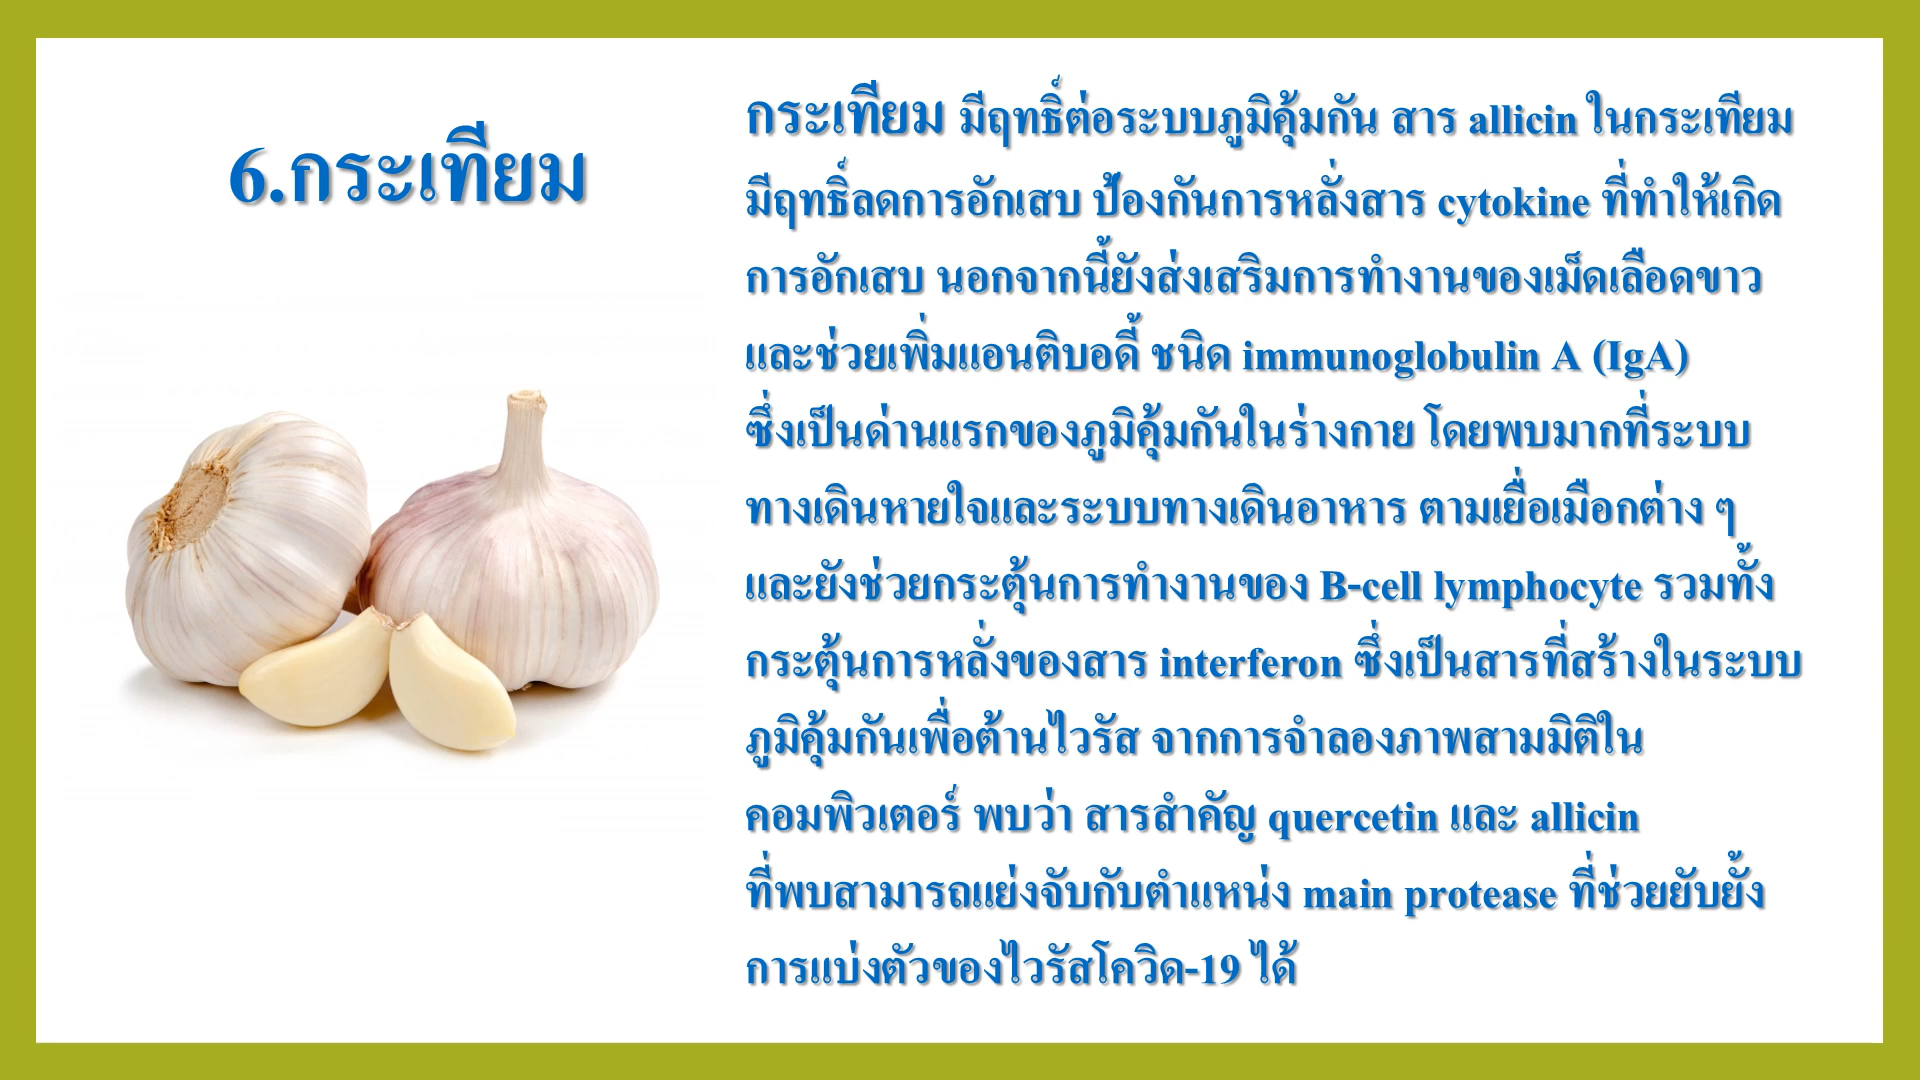 6.กระเทียม
กระเทียม มีฤทธิ์ต่อระบบภูมิคุ้มกัน สาร allicin ในกระเทียม
มีฤทธิ์ลดการอักเสบ ป้องกันการหลั่งสาร cytokine ที่ทำให้เกิด
การอักเสบ นอกจากนี้ยังส่งเสริมการทำงานของเม็ดเลือดขาว
และช่วยเพิ่มแอนติบอดี้ ชนิด immunoglobulin A (IgA)
ซึ่งเป็นด่านแรกของภูมิคุ้มกันในร่างกาย โดยพบมากที่ระบบ
ทางเดินหายใจและระบบทางเดินอาหาร ตามเยื่อเมือกต่าง ๆ
และยังช่วยกระตุ้นการทำงานของ B-cell lymphocyte รวมทั้ง
กระตุ้นการหลั่งของสาร interferon ซึ่งเป็นสารที่สร้างในระบบ
ภูมิคุ้มกันเพื่อต้านไวรัส จากการจำลองภาพสามมิติใน
คอมพิวเตอร์ พบว่า สารสำคัญ quercetin และ allicin
ที่พบสามารถแย่งจับกับตำแหน่ง main protease ที่ช่วยยับยั้ง
การแบ่งตัวของไวรัสโควิด-19 ได้